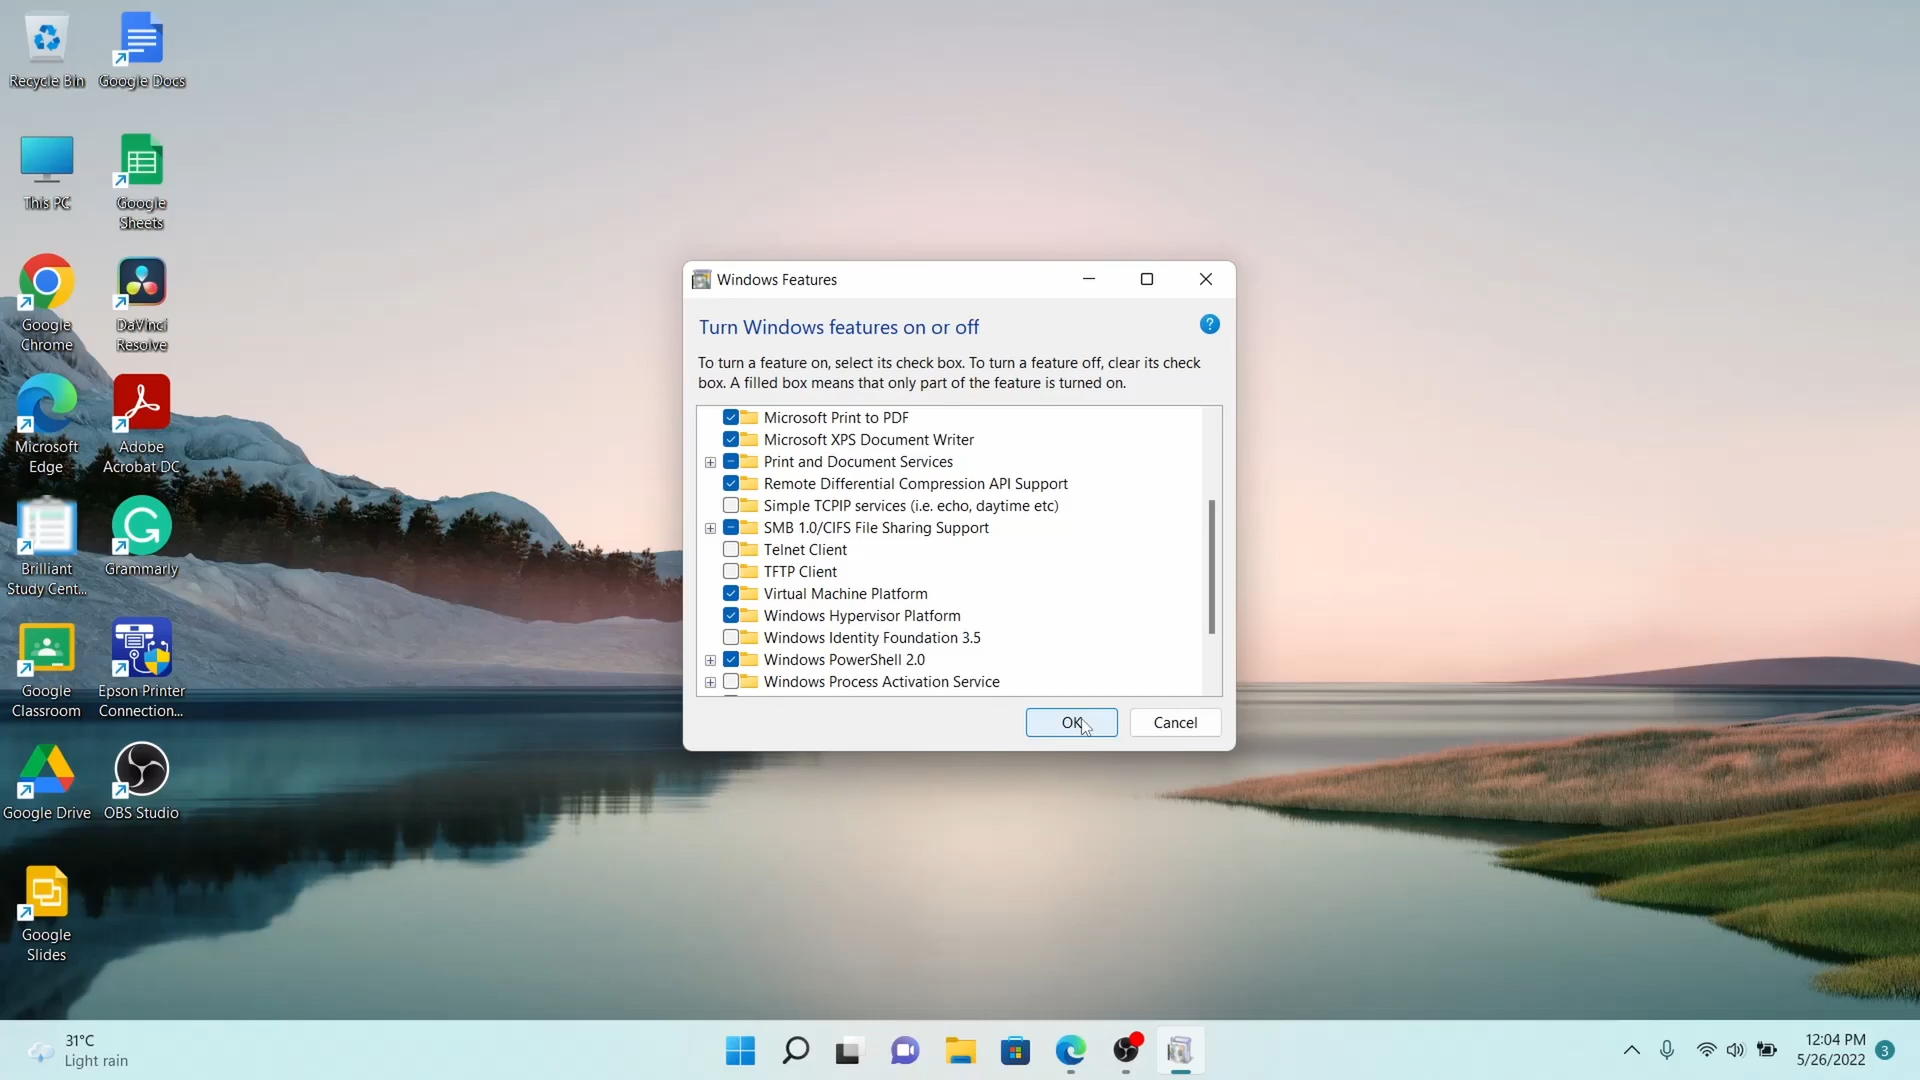 Recycle Bin
Google Docs
This PC
Google
Sheets
Google
Chrome
DaVinci
Resolve
Microsoft
Edge
Adobe
Acrobat DC
Brilliant
Study Cent...
Grammarly
Google
Classroom
Epson Printer
Connection...
Google Drive
OBS Studio
Google
Slides
Windows Features
Turn Windows features on or off
?
To turn a feature on, select its check box. To turn a feature off, clear its check
box. A filled box means that only part of the feature is turned on.
Microsoft Print to PDF
Microsoft XPS Document Writer
Print and Document Services
Remote Differential Compression API Support
Simple TCPIP services (i.e. echo, daytime etc)
SMB 1.0/CIFS File Sharing Support
Telnet Client
TFTP Client
Virtual Machine Platform
Windows Hypervisor Platform
Windows Identity Foundation 3.5
Windows PowerShell 2.0
Windows Process Activation Service
OK
Cancel
31°C
Light rain
12:04 PM
5/26/2022
3